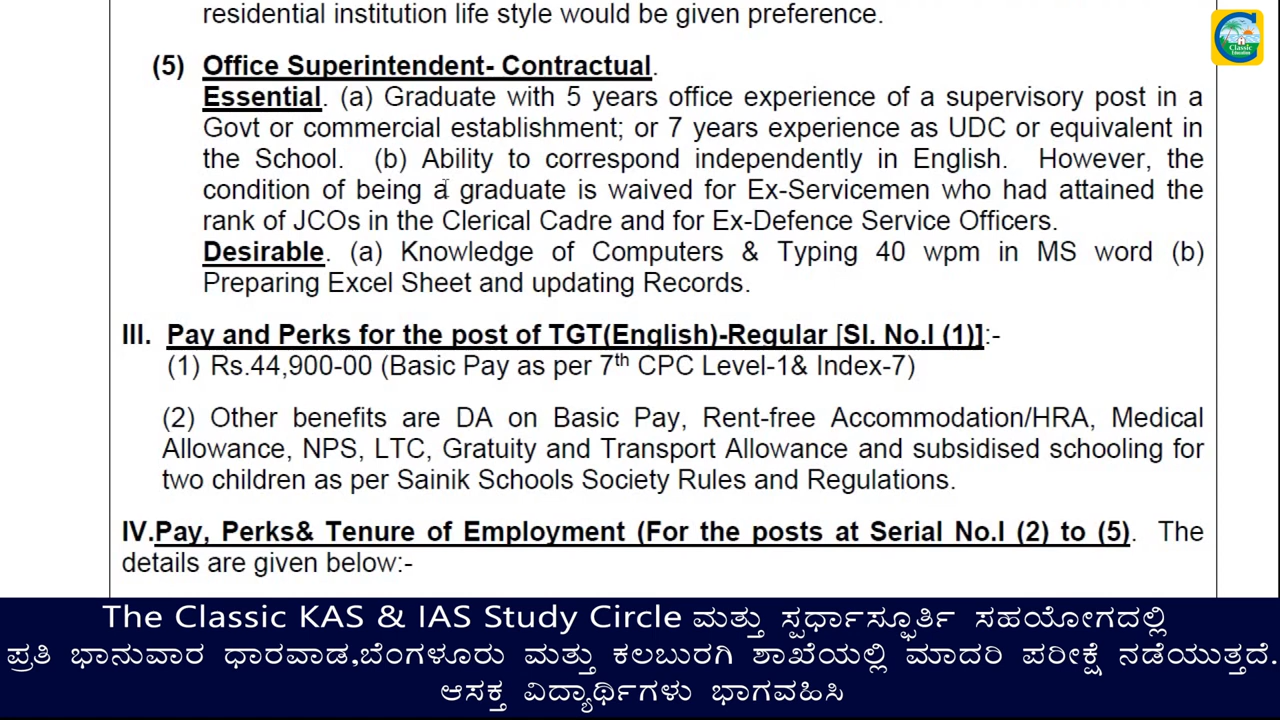 residential institution life style would be given preference.
Classic
Education
(5) Office Superintendent- Contractual.
Essential. (a) Graduate with 5 years office experience of a supervisory post in a
Govt or commercial establishment; or 7 years experience as UDC or equivalent in
the School. (b) Ability to correspond independently in English. However, the
condition of being a graduate is waived for Ex-Servicemen who had attained the
rank of JCOs in the Clerical Cadre and for Ex-Defence Service Officers.
Desirable. (a) Knowledge of Computers & Typing 40 wpm in MS word (b)
Preparing Excel Sheet and updating Records.
III. Pay and Perks for the post of TGT(English)-Regular [Sl. No.I (1)]:-
(1) Rs.44,900-00 (Basic Pay as per 7th CPC Level-1& Index-7)
(2) Other benefits are DA on Basic Pay, Rent-free Accommodation/HRA, Medical
Allowance, NPS, LTC, Gratuity and Transport Allowance and subsidised schooling for
two children as per Sainik Schools Society Rules and Regulations.
IV.Pay, Perks& Tenure of Employment (For the posts at Serial No.I (2) to (5). The
details are given below:-
The Classic KAS & IAS Study Circle ಮತ್ತು ಸ್ಪರ್ಧಾಸ್ಫೂರ್ತಿ ಸಹಯೋಗದಲ್ಲಿ
ಪ್ರತಿ ಭಾನುವಾರ ಧಾರವಾಡ,ಬೆಂಗಳೂರು ಮತ್ತು ಕಲಬುರಗಿ ಶಾಖೆಯಲ್ಲಿ ಮಾದರಿ ಪರೀಕ್ಷೆ ನಡೆಯುತ್ತದೆ.
ಆಸಕ್ತ ವಿದ್ಯಾರ್ಥಿಗಳು ಭಾಗವಹಿಸಿ